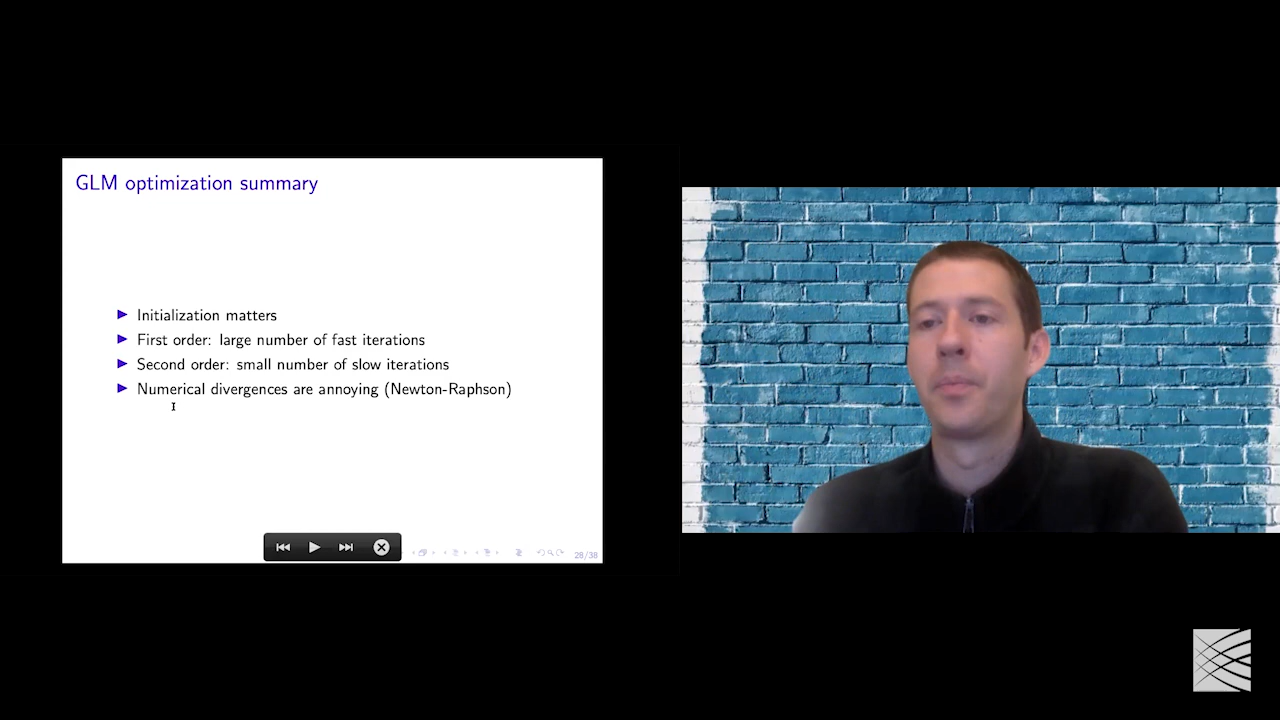 GLM optimization summary
Initialization matters
First order: large number of fast iterations
Second order: small number of slow iterations
Numerical divergences are annoying (Newton-Raphson)
28/38